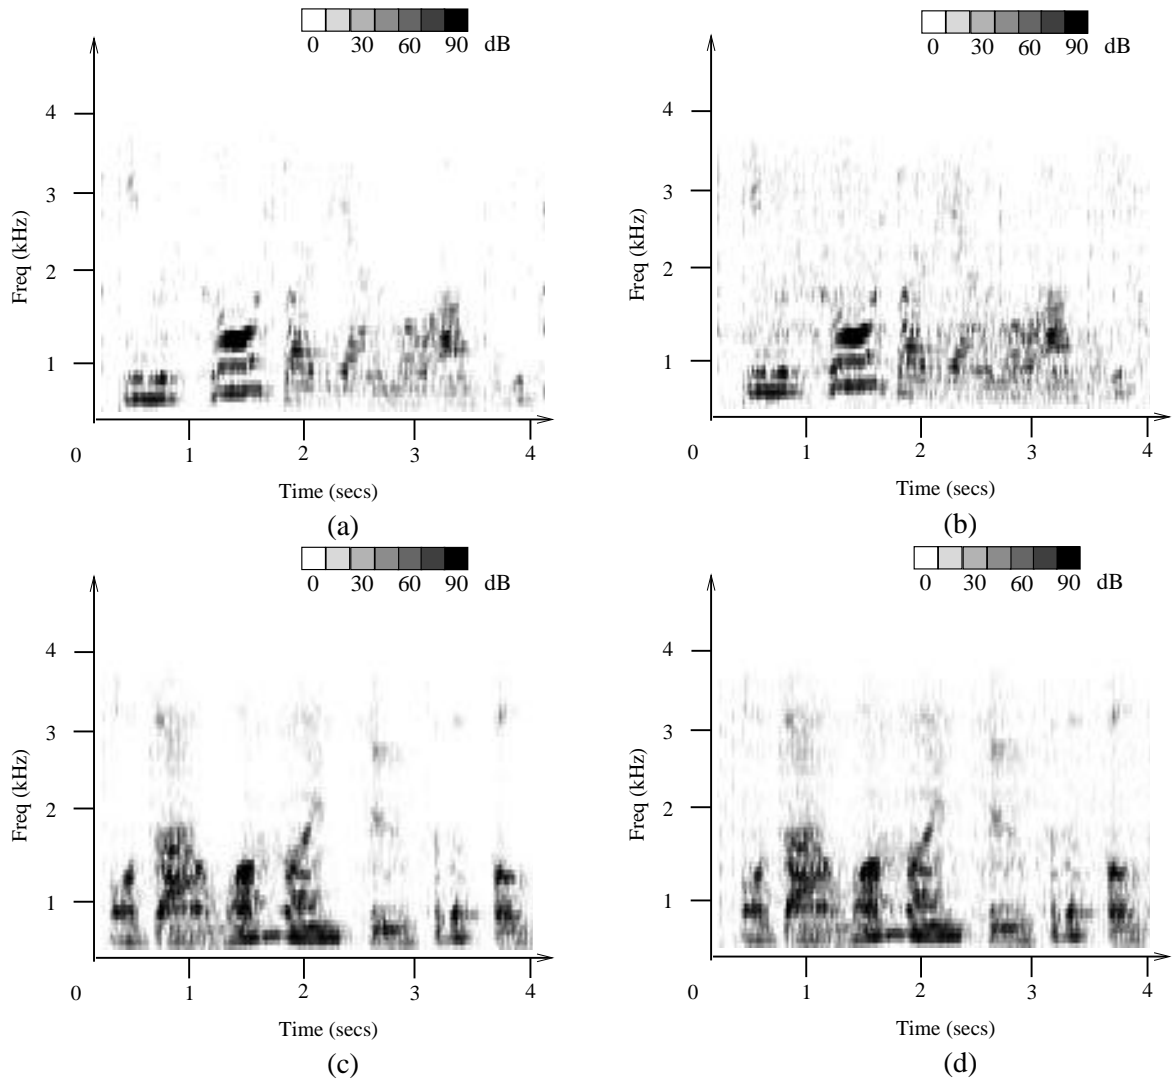 0 30 60 90 dB
4
3
2
1
Freq (kHz)
0 1 2 3 4
Time (secs)
(a)
0 30 60 90 dB
4
3
2
1
Freq (kHz)
0 1 2 3 4
Time (secs)
(b)
0 30 60 90 dB
4
3
2
1
Freq (kHz)
0 1 2 3 4
Time (secs)
(c)
0 30 60 90 dB
4
3
2
1
Freq (kHz)
0 1 2 3 4
Time (secs)
(d)